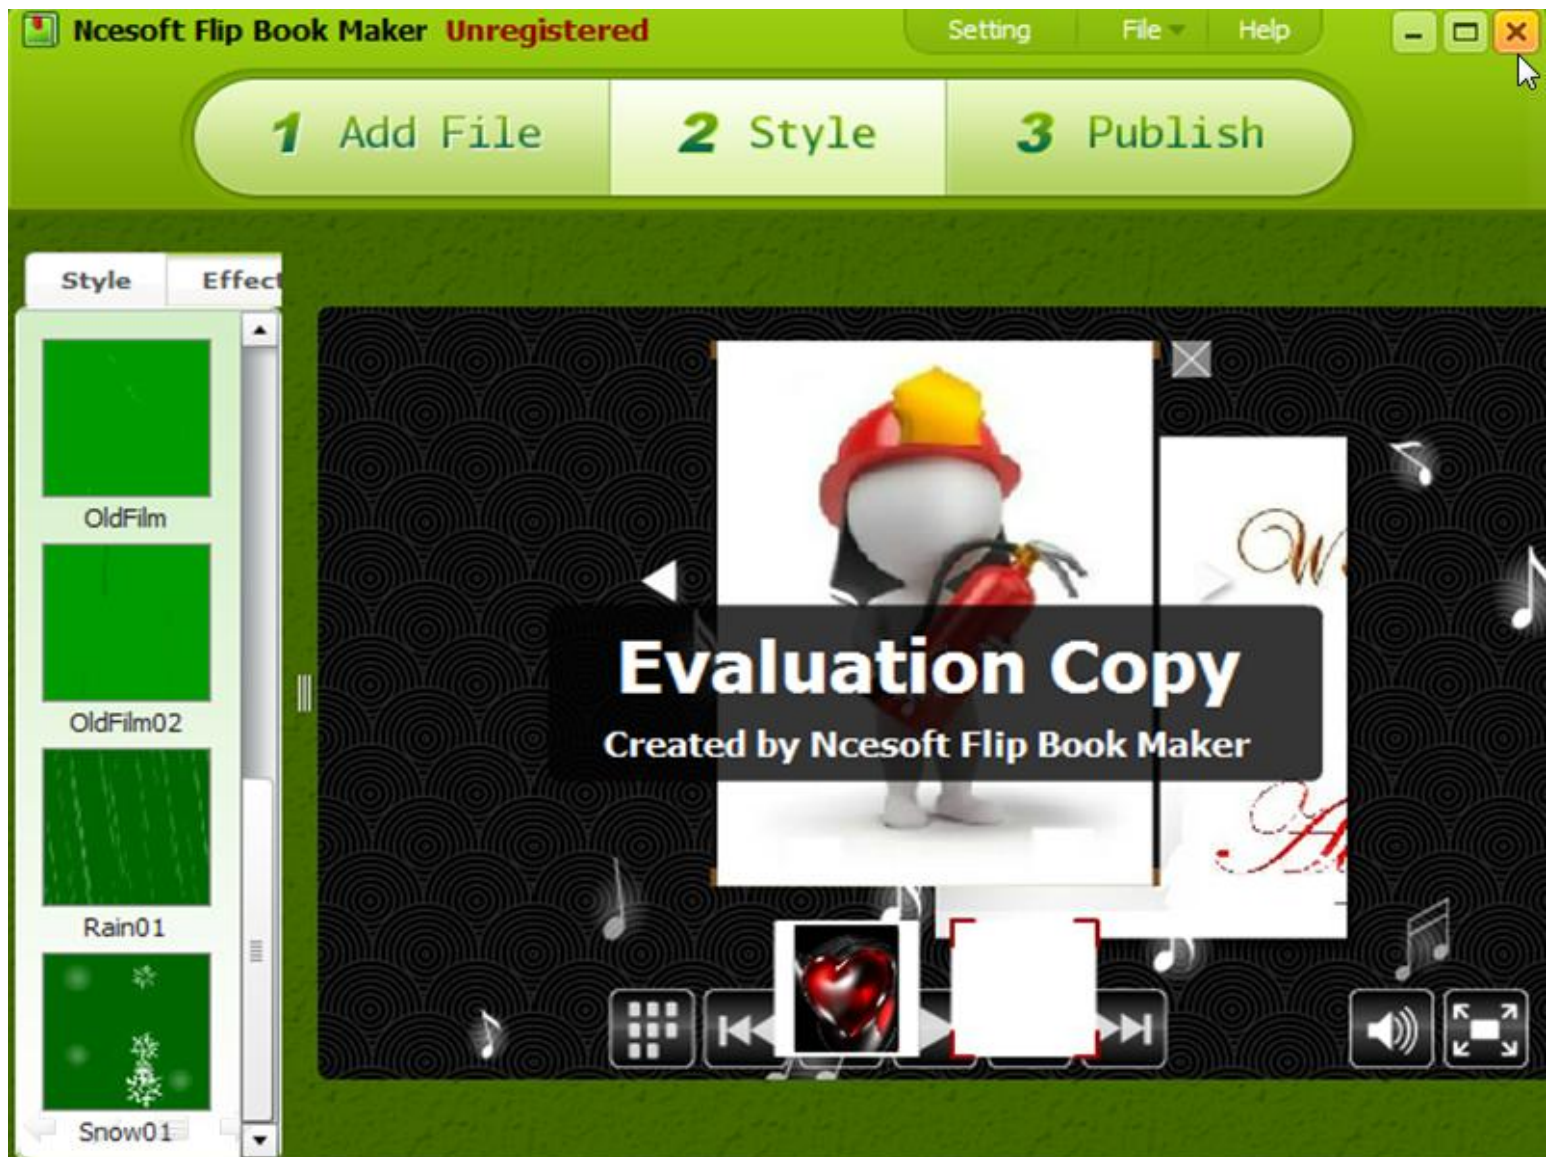 Ncesoft Flip Book Maker Unregistered
Setting File Help
1 Add File 2 Style 3 Publish
Style Effect
OldFilm
OldFilm02
Rain01
Snow01
Evaluation Copy
Created by Ncesoft Flip Book Maker